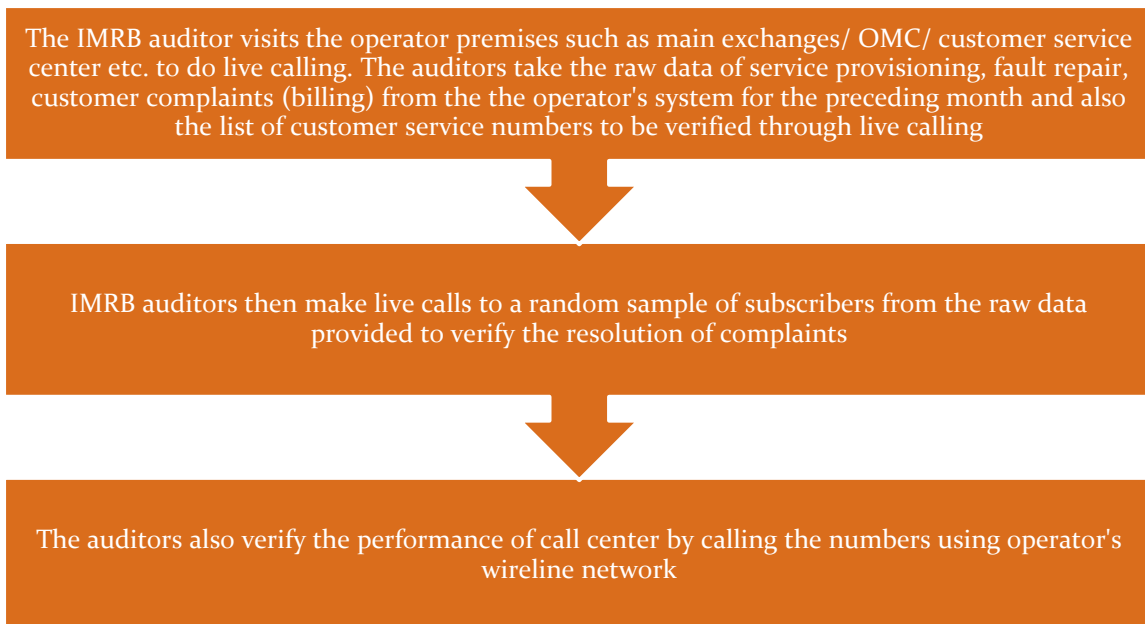 The IMRB auditor visits the operator premises such as main exchanges/ OMC/ customer service
center etc. to do live calling. The auditors take the raw data of service provisioning, fault repair,
customer complaints (billing) from the the operator's system for the preceding month and also
the list of customer service numbers to be verified through live calling
IMRB auditors then make live calls to a random sample of subscribers from the raw data
provided to verify the resolution of complaints
The auditors also verify the performance of call center by calling the numbers using operator's
wireline network